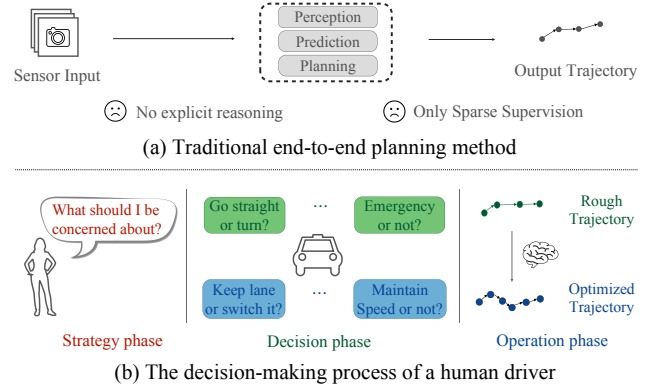 Perception
Prediction
Planning
Sensor Input
Output Trajectory
No explicit reasoning
Only Sparse Supervision
(a) Traditional end-to-end planning method
What should I be
concerned about?
Go straight
or turn?
...
Emergency
or not?
Keep lane
or switch it?
...
Maintain
Speed or not?
Rough
Trajectory
Optimized
Trajectory
Strategy phase
Decision phase
Operation phase
(b) The decision-making process of a human driver